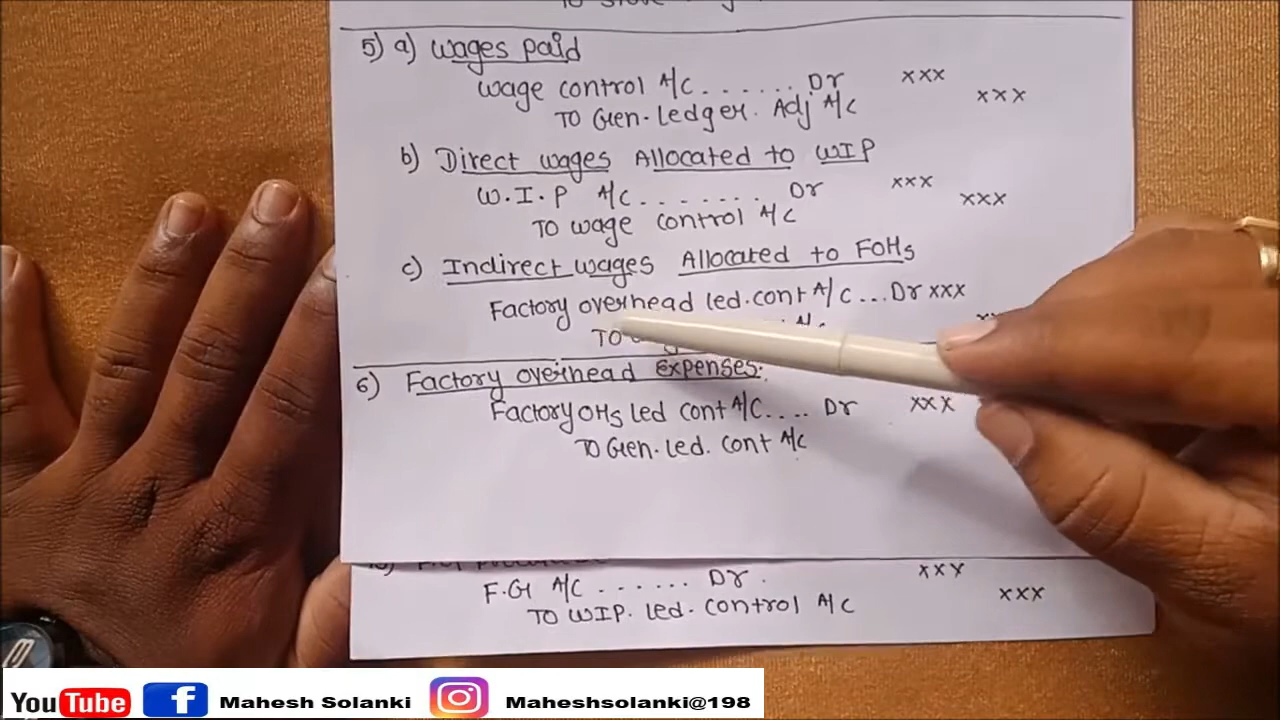 5) a) Wages paid
Wage control A/c ....... Dr xxx
To Gen. Ledger. Adj A/c xxx
b) Direct wages Allocated to WIP
W.I.P A/c ........ Dr xxx
To wage control A/c xxx
c) Indirect wages Allocated to FOHs
Factory overhead led.cont A/c ... Dr xxx
To
6) Factory overhead Expenses:
Factory OHs led cont A/c .... Dr xxx
To Gen. led. cont A/c
F.G A/c ...... Dr. xxx
To WIP. led. control A/c xxx
YouTube f Mahesh Solanki Maheshsolanki@198